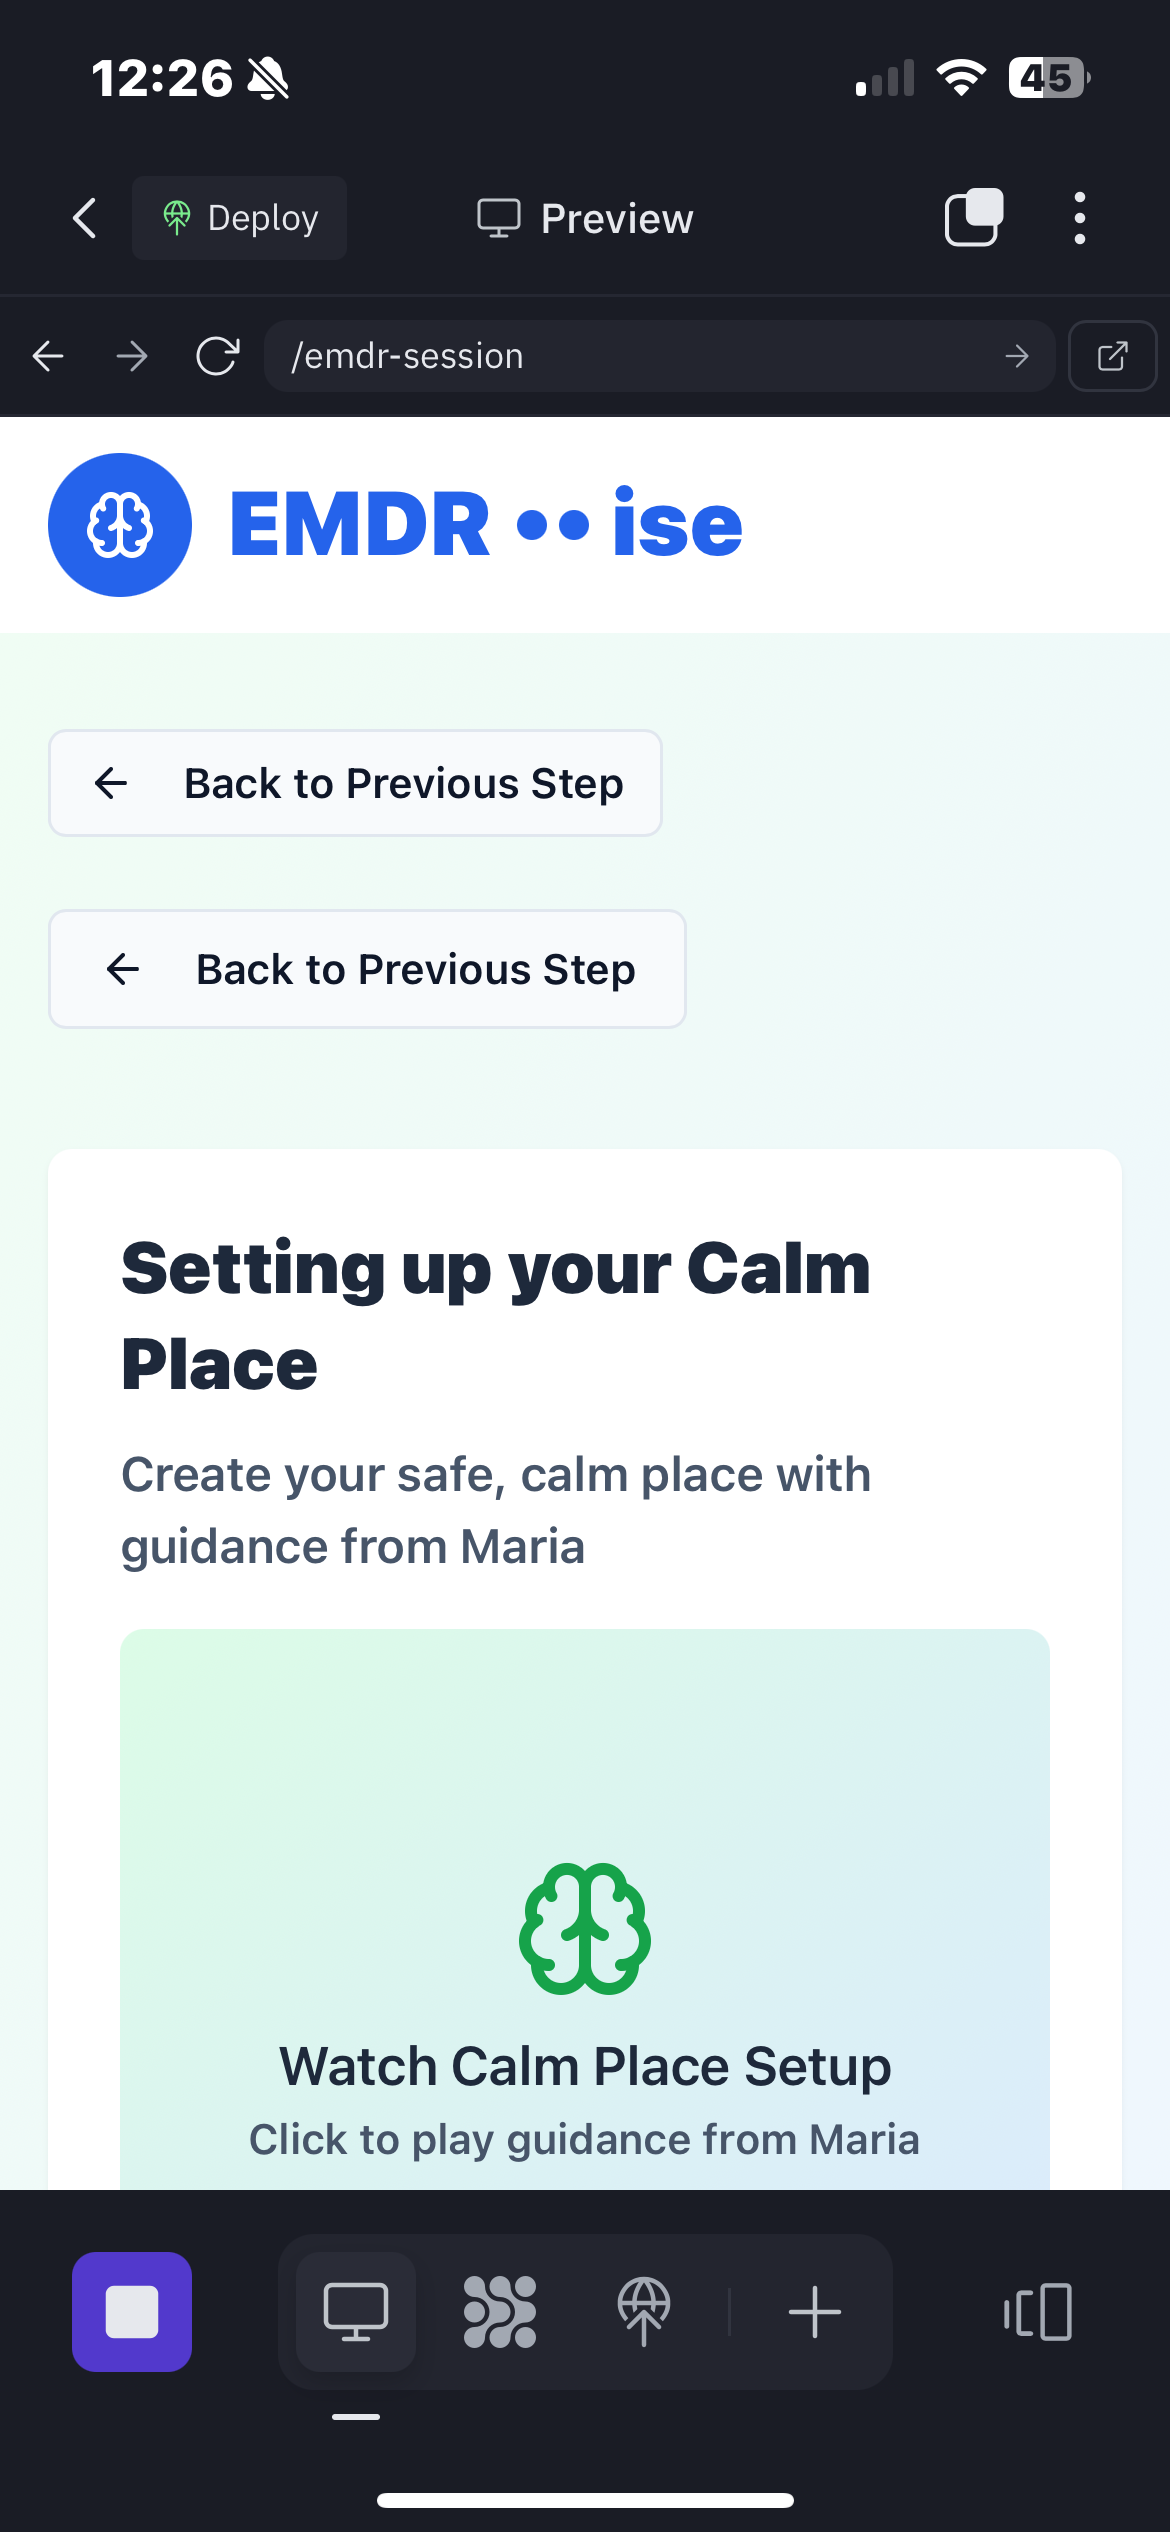 12:26
45
Deploy
Preview
/emdr-session
EMDR •• ise
Back to Previous Step
Back to Previous Step
Setting up your Calm
Place
Create your safe, calm place with
guidance from Maria
Watch Calm Place Setup
Click to play guidance from Maria